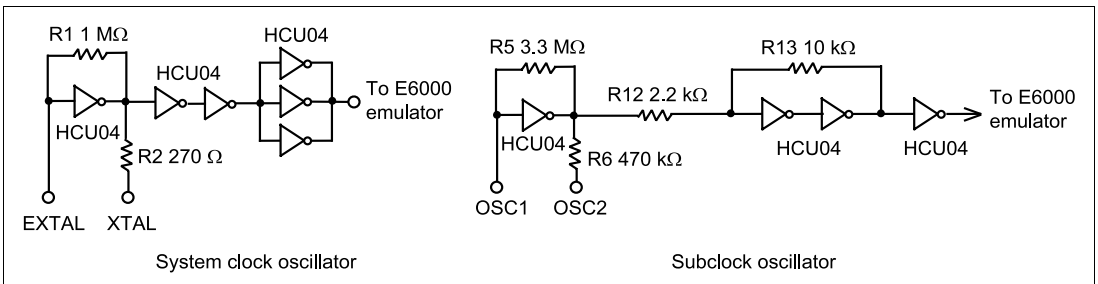 R1 1 MΩ
HCU04
HCU04
HCU04
To E6000
emulator
R2 270 Ω
EXTAL
XTAL
System clock oscillator
R5 3.3 MΩ
R13 10 kΩ
R12 2.2 kΩ
To E6000
emulator
HCU04
HCU04
HCU04
R6 470 kΩ
OSC1
OSC2
Subclock oscillator